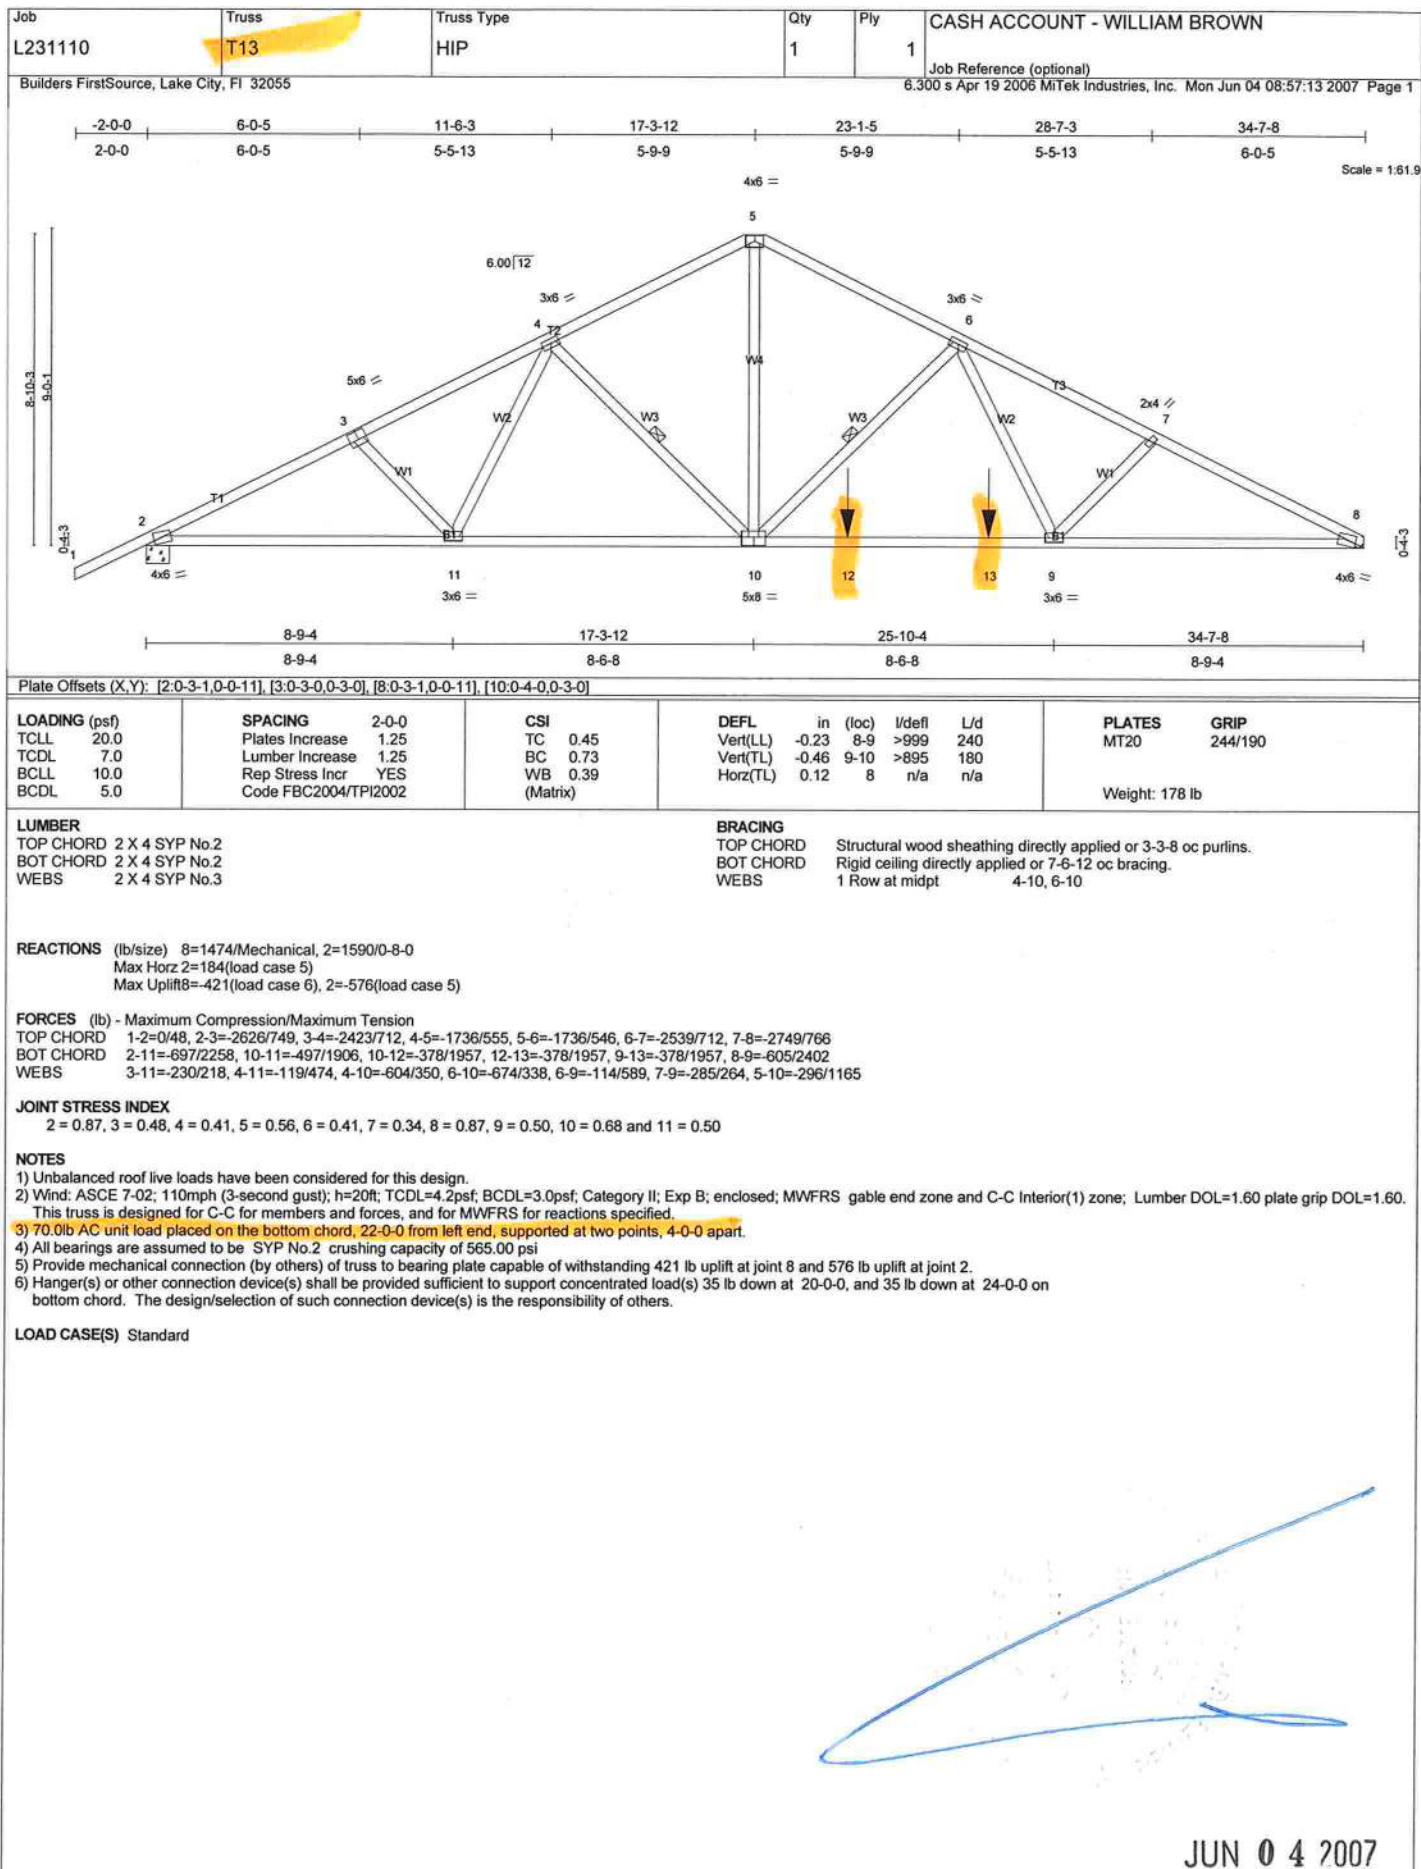 Job
Truss
Truss Type
Qty
Ply
CASH ACCOUNT - WILLIAM BROWN
L231110
T13
HIP
1
1
Job Reference (optional)
Builders FirstSource, Lake City, Fl 32055
6.300 s Apr 19 2006 MiTek Industries, Inc. Mon Jun 04 08:57:13 2007 Page 1
-2-0-0 6-0-5 11-6-3 17-3-12 23-1-5 28-7-3 34-7-8
2-0-0 6-0-5 5-5-13 5-9-9 5-9-9 5-5-13 6-0-5
Scale = 1:61.9
4x6 =
5
6.00 12
3x6
3x6
4 T2
6
8-10-3
9-0-1
W4
T3
5x6
2x4
3
W2
W3
W3
W2
7
W1
W1
T1
2
8
0-4-3
0-4-3
1
B1
B1
4x6 =
11
10
12
13
9
4x6 =
3x6 =
5x8 =
3x6 =
8-9-4 17-3-12 25-10-4 34-7-8
8-9-4 8-6-8 8-6-8 8-9-4
Plate Offsets (X,Y): [2:0-3-1,0-0-11], [3:0-3-0,0-3-0], [8:0-3-1,0-0-11], [10:0-4-0,0-3-0]
LOADING (psf)
TCLL 20.0
TCDL 7.0
BCLL 10.0
BCDL 5.0
SPACING 2-0-0
Plates Increase 1.25
Lumber Increase 1.25
Rep Stress Incr YES
Code FBC2004/TPI2002
CSI
TC 0.45
BC 0.73
WB 0.39
(Matrix)
DEFL in (loc) l/defl L/d
Vert(LL) -0.23 8-9 >999 240
Vert(TL) -0.46 9-10 >895 180
Horz(TL) 0.12 8 n/a n/a
PLATES GRIP
MT20 244/190
Weight: 178 lb
LUMBER
TOP CHORD 2 X 4 SYP No.2
BOT CHORD 2 X 4 SYP No.2
WEBS 2 X 4 SYP No.3
BRACING
TOP CHORD Structural wood sheathing directly applied or 3-3-8 oc purlins.
BOT CHORD Rigid ceiling directly applied or 7-6-12 oc bracing.
WEBS 1 Row at midpt 4-10, 6-10
REACTIONS (lb/size) 8=1474/Mechanical, 2=1590/0-8-0
Max Horz 2=184(load case 5)
Max Uplift8=-421(load case 6), 2=-576(load case 5)
FORCES (lb) - Maximum Compression/Maximum Tension
TOP CHORD 1-2=0/48, 2-3=-2626/749, 3-4=-2423/712, 4-5=-1736/555, 5-6=-1736/546, 6-7=-2539/712, 7-8=-2749/766
BOT CHORD 2-11=-697/2258, 10-11=-497/1906, 10-12=-378/1957, 12-13=-378/1957, 9-13=-378/1957, 8-9=-605/2402
WEBS 3-11=-230/218, 4-11=-119/474, 4-10=-604/350, 6-10=-674/338, 6-9=-114/589, 7-9=-285/264, 5-10=-296/1165
JOINT STRESS INDEX
2 = 0.87, 3 = 0.48, 4 = 0.41, 5 = 0.56, 6 = 0.41, 7 = 0.34, 8 = 0.87, 9 = 0.50, 10 = 0.68 and 11 = 0.50
NOTES
1) Unbalanced roof live loads have been considered for this design.
2) Wind: ASCE 7-02; 110mph (3-second gust); h=20ft; TCDL=4.2psf; BCDL=3.0psf; Category II; Exp B; enclosed; MWFRS gable end zone and C-C Interior(1) zone; Lumber DOL=1.60 plate grip DOL=1.60.
This truss is designed for C-C for members and forces, and for MWFRS for reactions specified.
3) 70.0lb AC unit load placed on the bottom chord, 22-0-0 from left end, supported at two points, 4-0-0 apart.
4) All bearings are assumed to be SYP No.2 crushing capacity of 565.00 psi
5) Provide mechanical connection (by others) of truss to bearing plate capable of withstanding 421 lb uplift at joint 8 and 576 lb uplift at joint 2.
6) Hanger(s) or other connection device(s) shall be provided sufficient to support concentrated load(s) 35 lb down at 20-0-0, and 35 lb down at 24-0-0 on
bottom chord. The design/selection of such connection device(s) is the responsibility of others.
LOAD CASE(S) Standard
JUN 0 4 2007